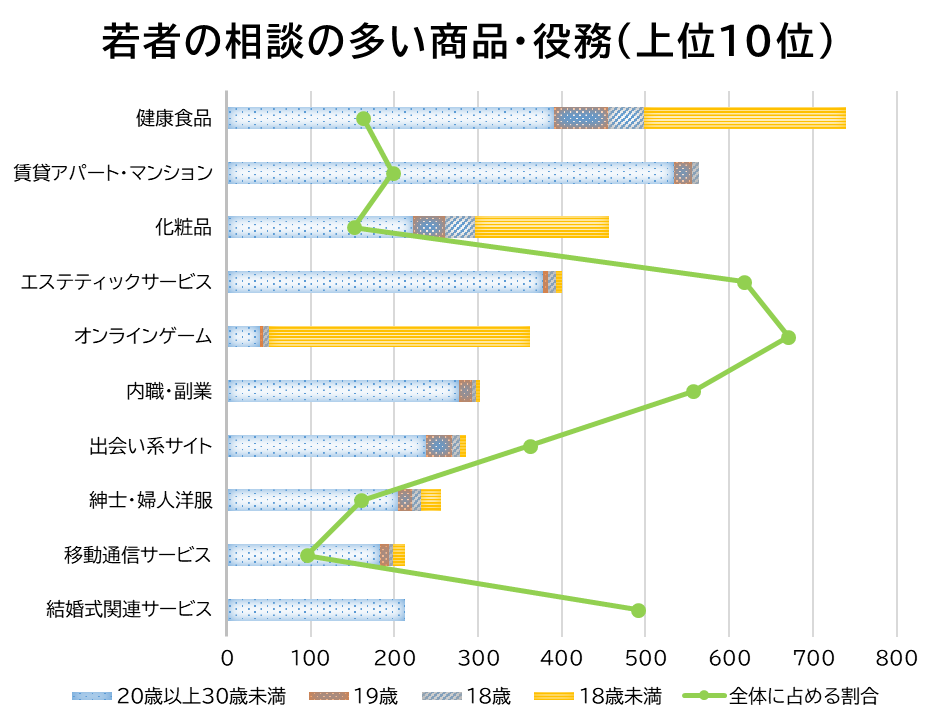 若者の相談の多い商品・役務（上位10位）
健康食品
賃貸アパート・マンション
化粧品
エステティックサービス
オンラインゲーム
内職・副業
出会い系サイト
紳士・婦人洋服
移動通信サービス
結婚式関連サービス
0 100 200 300 400 500 600 700 800
20歳以上30歳未満 19歳 18歳 18歳未満 全体に占める割合